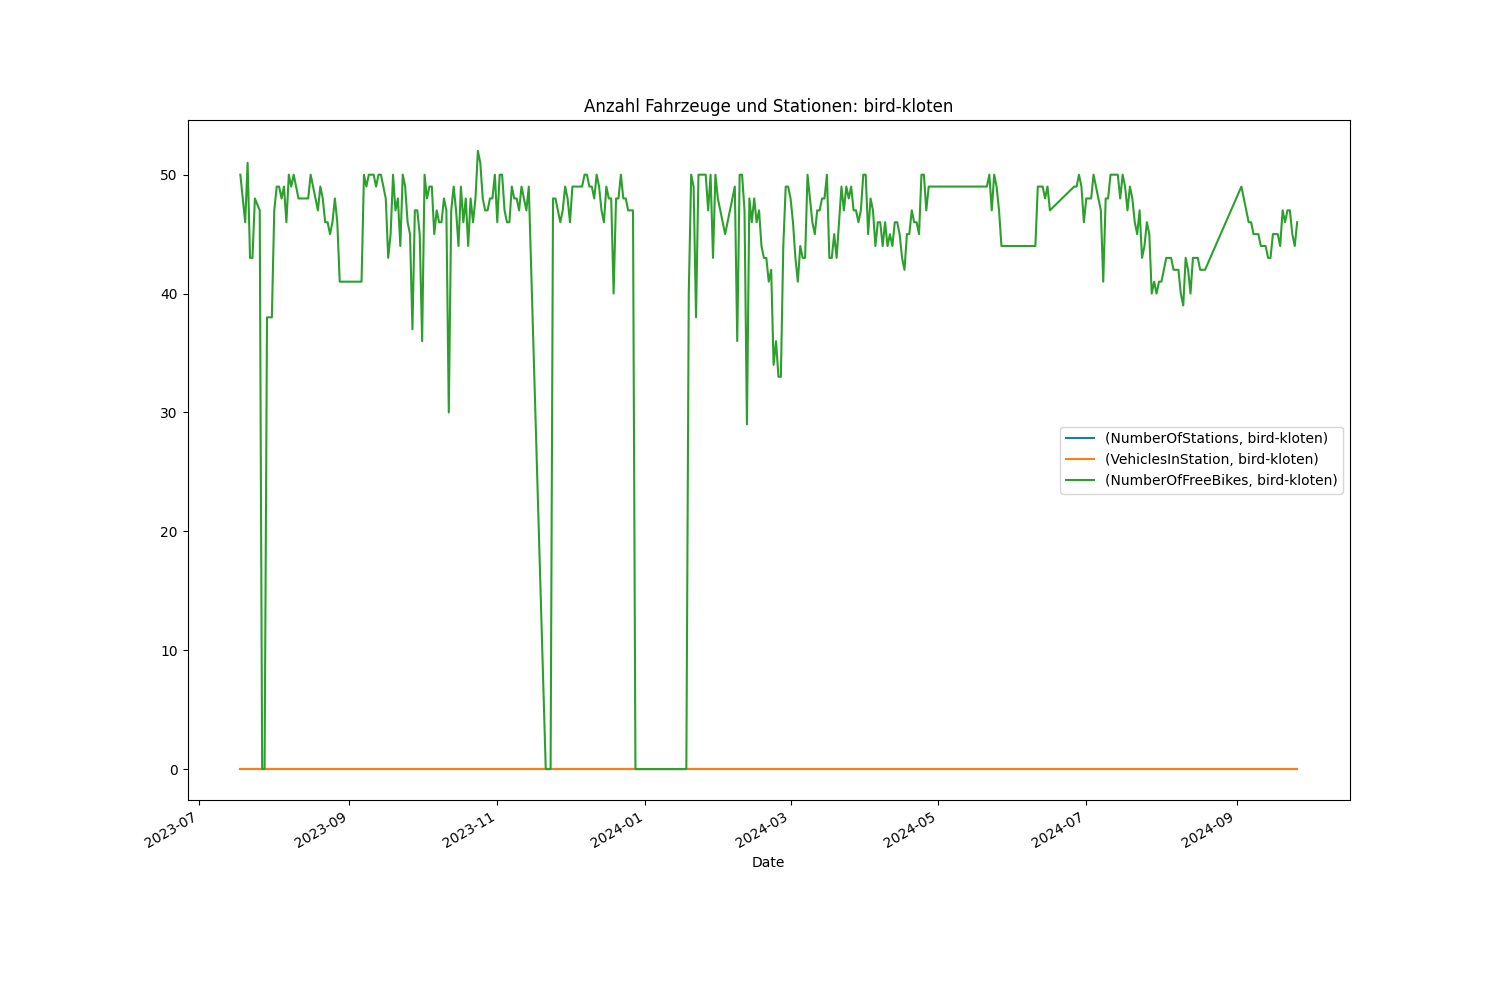 Anzahl Fahrzeuge und Stationen: bird-kloten
50
40
30
20
10
0
(NumberOfStations, bird-kloten)
(VehiclesInStation, bird-kloten)
(NumberOfFreeBikes, bird-kloten)
2023-07
2023-09
2023-11
2024-01
2024-03
2024-05
2024-07
2024-09
Date